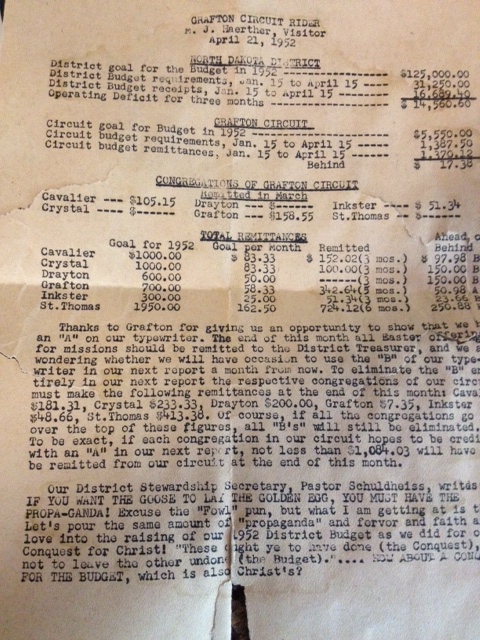 GRAFTON CIRCUIT RIDER
M. J. Naerther, Visitor
April 21, 1952
NORTH DAKOTA DISTRICT
District goal for the Budget in 1952 ---------------- $125,000.00
District Budget requirements, Jan. 15 to April 15 ---- 31,250.00
District Budget receipts, Jan. 15 to April 15 -------- 16,689.40
Operating Deficit for three months ---------------- $ 14,560.60
GRAFTON CIRCUIT
Circuit goal for Budget in 1952 ---------------- $5,550.00
Circuit budget requirements, Jan. 15 to April 15 ---- 1,387.50
Circuit budget remittances, Jan. 15 to April 15 ---- 1,370.12
Behind $ 17.38
CONGREGATIONS OF GRAFTON CIRCUIT
Remitted in March
Cavalier --- $105.15 Drayton -- $------ Inkster ---- $ 51.34
Crystal --- $------ Grafton -- $158.55 St.Thomas -- $------
TOTAL REMITTANCES
Goal for 1952 Goal per Month Remitted Ahead, Behind
Cavalier $1000.00 $ 83.33 $ 152.02(3 mos.) $ 97.98 B
Crystal 1000.00 83.33 100.00(3 mos.) 150.00 B
Drayton 600.00 50.00 ------(3 mos.) 150.00 B
Grafton 700.00 58.33 342.64(5 mos.) 50.98 A
Inkster 300.00 25.00 51.34(3 mos.) 23.66 B
St.Thomas 1950.00 162.50 724.12(6 mos.) 250.88 B
Thanks to Grafton for giving us an opportunity to show that we
an "A" on our typewriter. The end of this month all Easter offerings
for missions should be remitted to the District Treasurer, and we
wondering whether we will have occasion to use the "B" of our type-
writer in our next report a month from now. To eliminate the "B"
tirely in our next report the respective congregations of our
must make the following remittances at the end of this month:
$181.31, Crystal $233.33, Drayton $200.00, Grafton $7.35, Inkster
$48.66, St.Thomas $413.38. Of course, if all the congregations go
over the top of these figures, all "B's" will still be eliminated.
To be exact, if each congregation in our circuit hopes to be
with an "A" in our next report, not less than $1,084.03 will have
be remitted from our circuit at the end of this month.
Our District Stewardship Secretary, Pastor Schuldheiss, writes
IF YOU WANT THE GOOSE TO LAY THE GOLDEN EGG, YOU MUST HAVE THE
PROPA-GANDA! Excuse the "Fowl" pun, but what I am getting at is
Let's pour the same amount of "propaganda" and fervor and faith
love into the raising of our 1952 District Budget as we did for
Conquest for Christ! "These ought ye to have done (the Conquest),
not to leave the other undone (the Budget).".... NOW ABOUT A
FOR THE BUDGET, which is also Christ's?